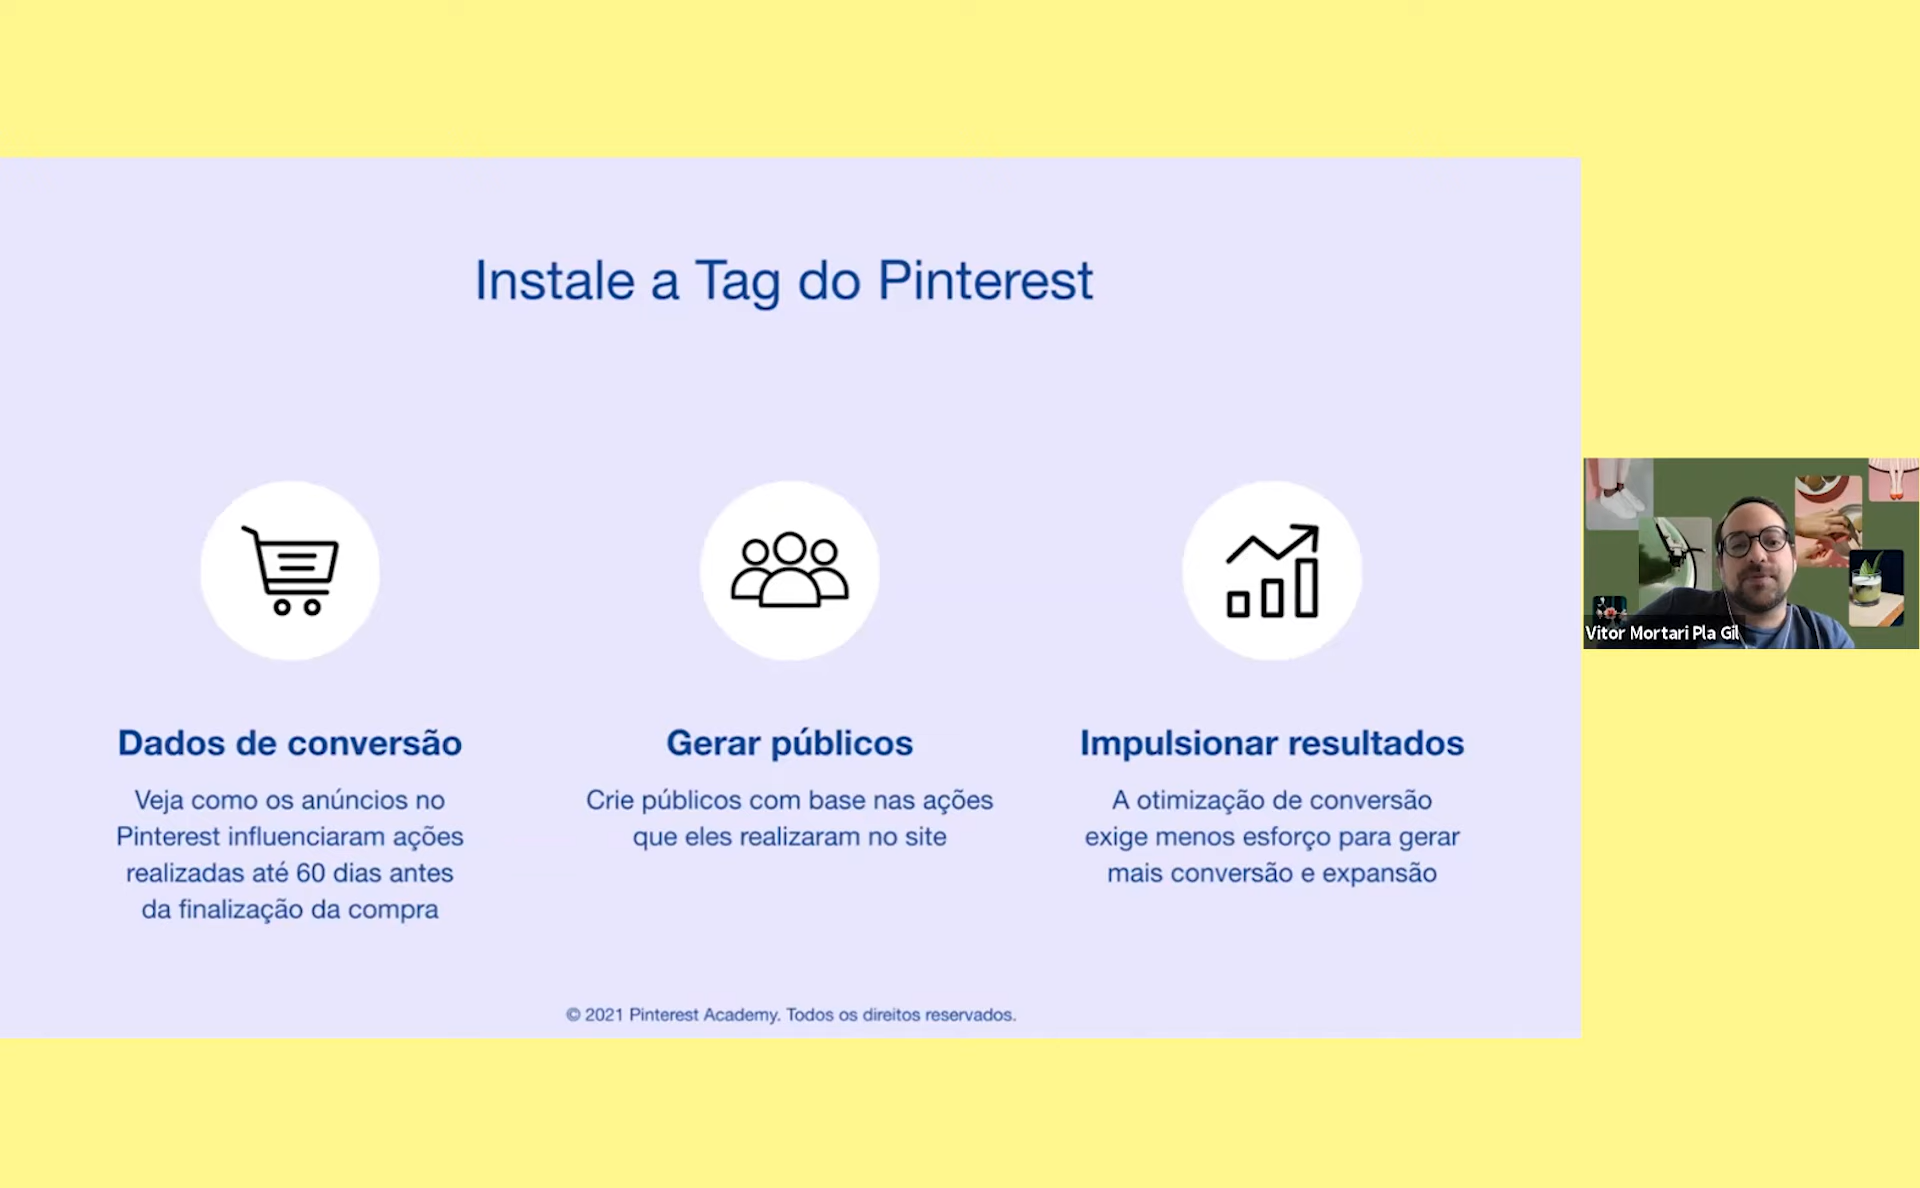 Instale a Tag do Pinterest
Dados de conversão
Veja como os anúncios no
Pinterest influenciaram ações
realizadas até 60 dias antes
da finalização da compra
Gerar públicos
Crie públicos com base nas ações
que eles realizaram no site
Impulsionar resultados
A otimização de conversão
exige menos esforço para gerar
mais conversão e expansão
Vitor Mortari Pla Gil
© 2021 Pinterest Academy. Todos os direitos reservados.